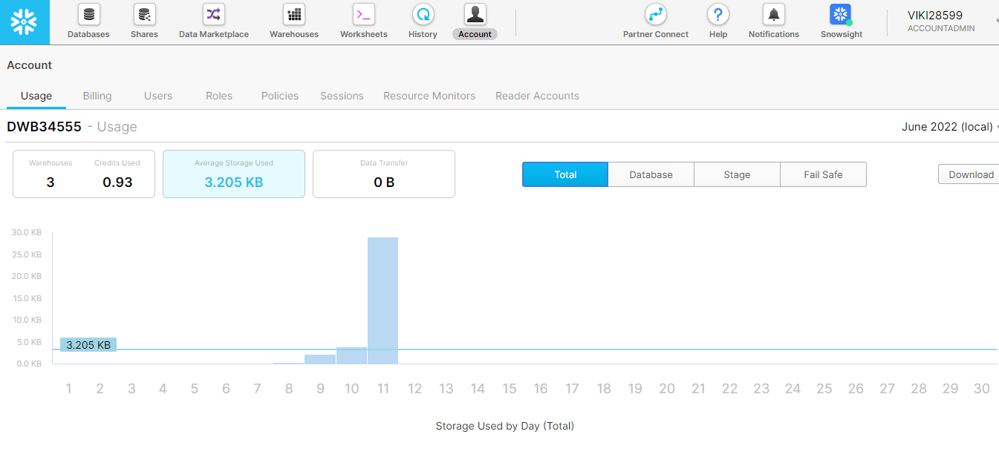 Databases Shares Data Marketplace Warehouses Worksheets History Account Partner Connect Help Notifications Snowsight VIKI28599
ACCOUNTADMIN
Account
Usage Billing Users Roles Policies Sessions Resource Monitors Reader Accounts
DWB34555 - Usage June 2022 (local)
Warehouses Credits Used Average Storage Used Data Transfer
3 0.93 3.205 KB 0 B
Total Database Stage Fail Safe Download
30.0 KB
25.0 KB
20.0 KB
15.0 KB
10.0 KB
5.0 KB
3.205 KB
0.0 KB
1 2 3 4 5 6 7 8 9 10 11 12 13 14 15 16 17 18 19 20 21 22 23 24 25 26 27 28 29 30
Storage Used by Day (Total)